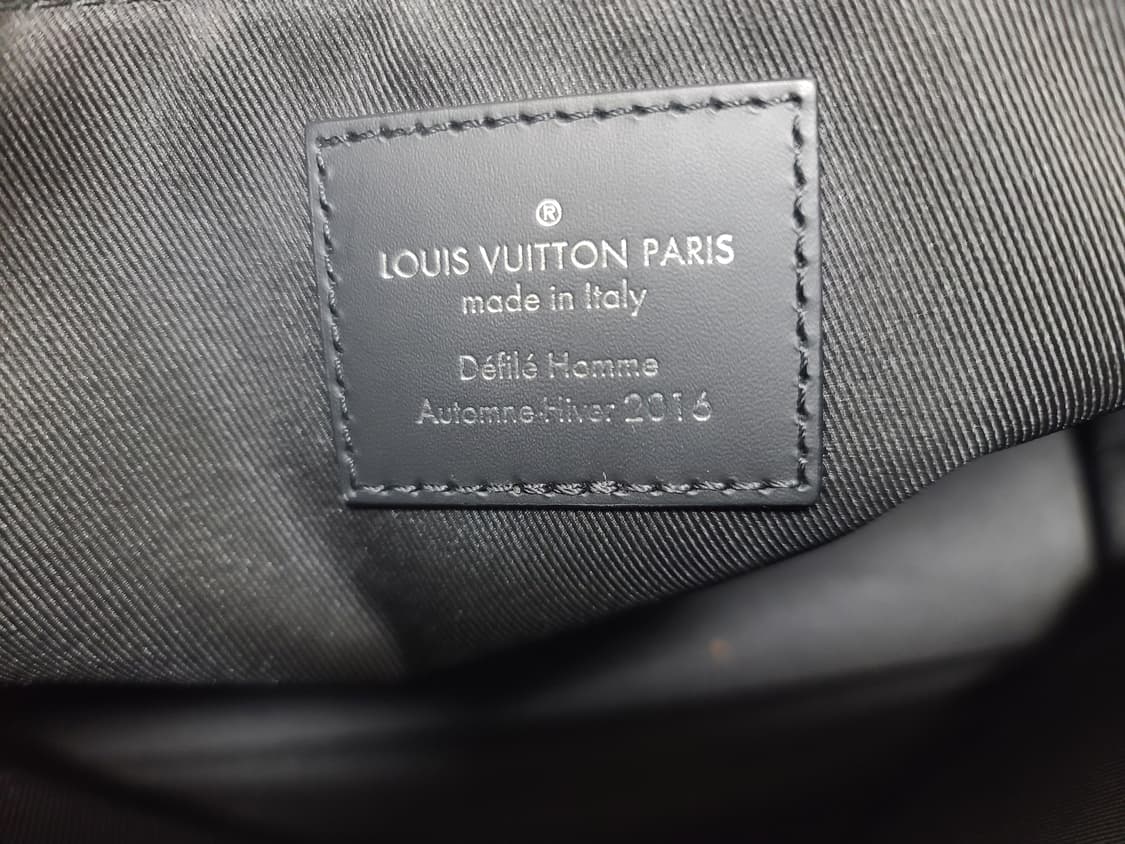 ®
LOUIS VUITTON PARIS
made in Italy
Défilé Homme
Automne-Hiver 2016